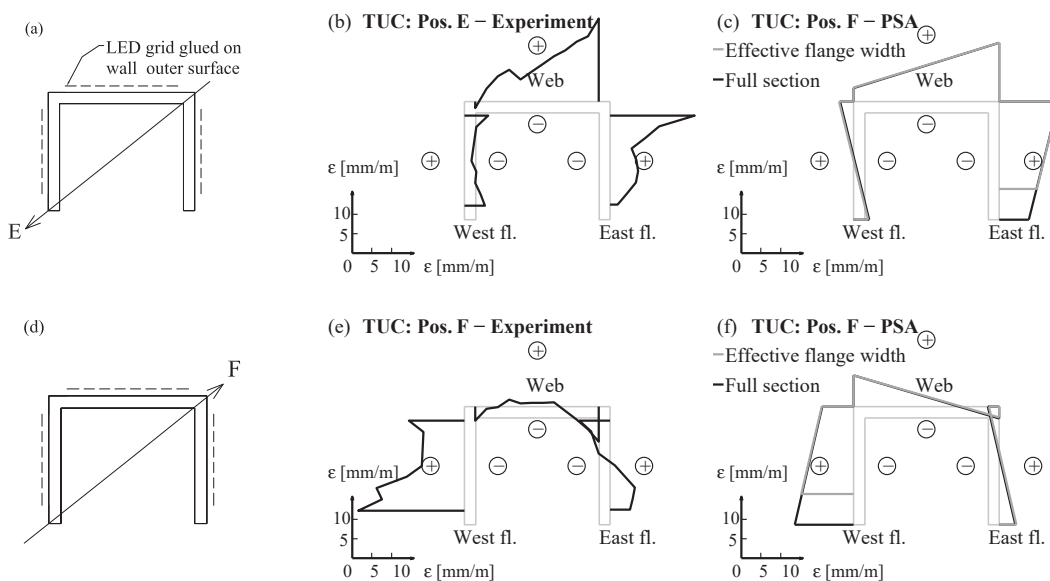 (a)
LED grid glued on
wall outer surface
E
(b) TUC: Pos. E − Experiment
+
Web
−
+ − − +
ε [mm/m]
10
5
0 5 10 ε [mm/m]
West fl. East fl.
(c) TUC: Pos. F − PSA
+
Effective flange width
Full section
Web
−
+ − − +
ε [mm/m]
10
5
0 5 10 ε [mm/m]
West fl. East fl.
(d)
F
(e) TUC: Pos. F − Experiment
+
Web
−
+ − − +
ε [mm/m]
10
5
0 5 10 ε [mm/m]
West fl. East fl.
(f) TUC: Pos. F − PSA
+
Effective flange width
Full section
Web
−
+ − − +
ε [mm/m]
10
5
0 5 10 ε [mm/m]
West fl. East fl.